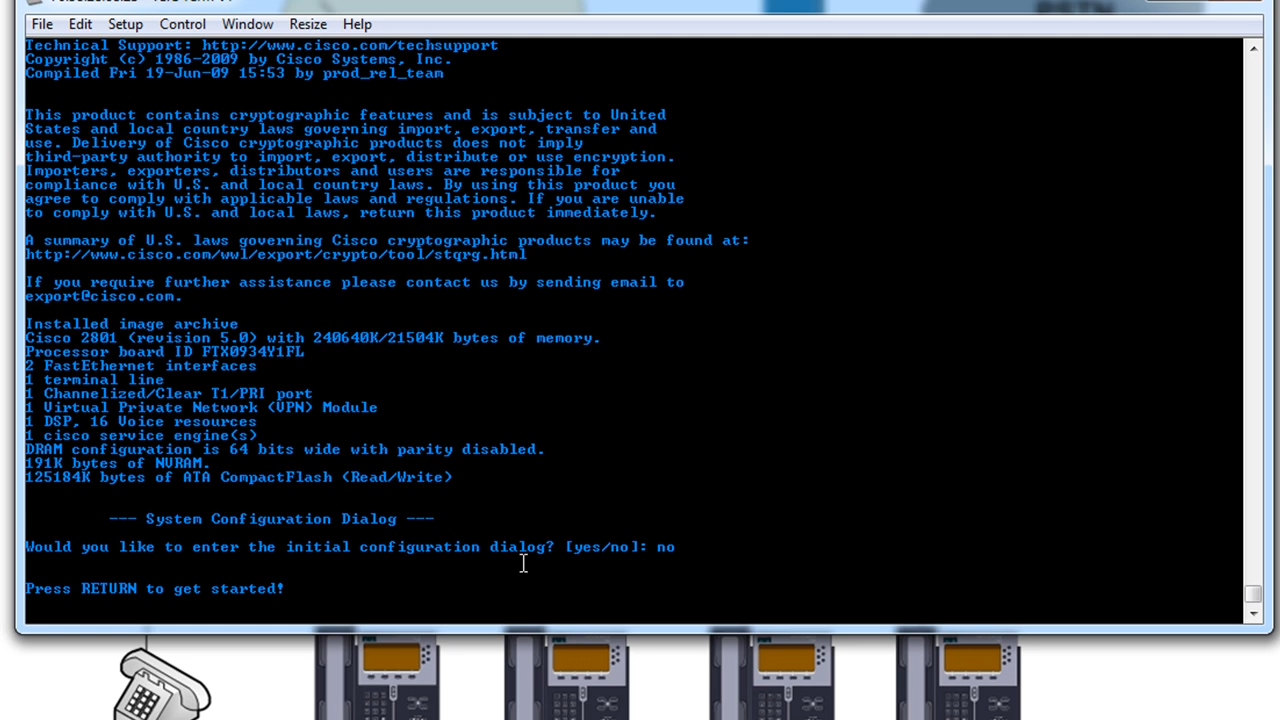 File Edit Setup Control Window Resize Help
Technical Support: http://www.cisco.com/techsupport
Copyright (c) 1986-2009 by Cisco Systems, Inc.
Compiled Fri 19-Jun-09 15:53 by prod_rel_team
This product contains cryptographic features and is subject to United
States and local country laws governing import, export, transfer and
use. Delivery of Cisco cryptographic products does not imply
third-party authority to import, export, distribute or use encryption.
Importers, exporters, distributors and users are responsible for
compliance with U.S. and local country laws. By using this product you
agree to comply with applicable laws and regulations. If you are unable
to comply with U.S. and local laws, return this product immediately.
A summary of U.S. laws governing Cisco cryptographic products may be found at:
http://www.cisco.com/wwl/export/crypto/tool/stqrg.html
If you require further assistance please contact us by sending email to
export@cisco.com.
Installed image archive
Cisco 2801 (revision 5.0) with 240640K/21504K bytes of memory.
Processor board ID FTX0934Y1FL
2 FastEthernet interfaces
1 terminal line
1 Channelized/Clear T1/PRI port
1 Virtual Private Network (VPN) Module
1 DSP, 16 Voice resources
1 cisco service engine(s)
DRAM configuration is 64 bits wide with parity disabled.
191K bytes of NVRAM.
125184K bytes of ATA CompactFlash (Read/Write)
--- System Configuration Dialog ---
Would you like to enter the initial configuration dialog? [yes/no]: no
Press RETURN to get started!